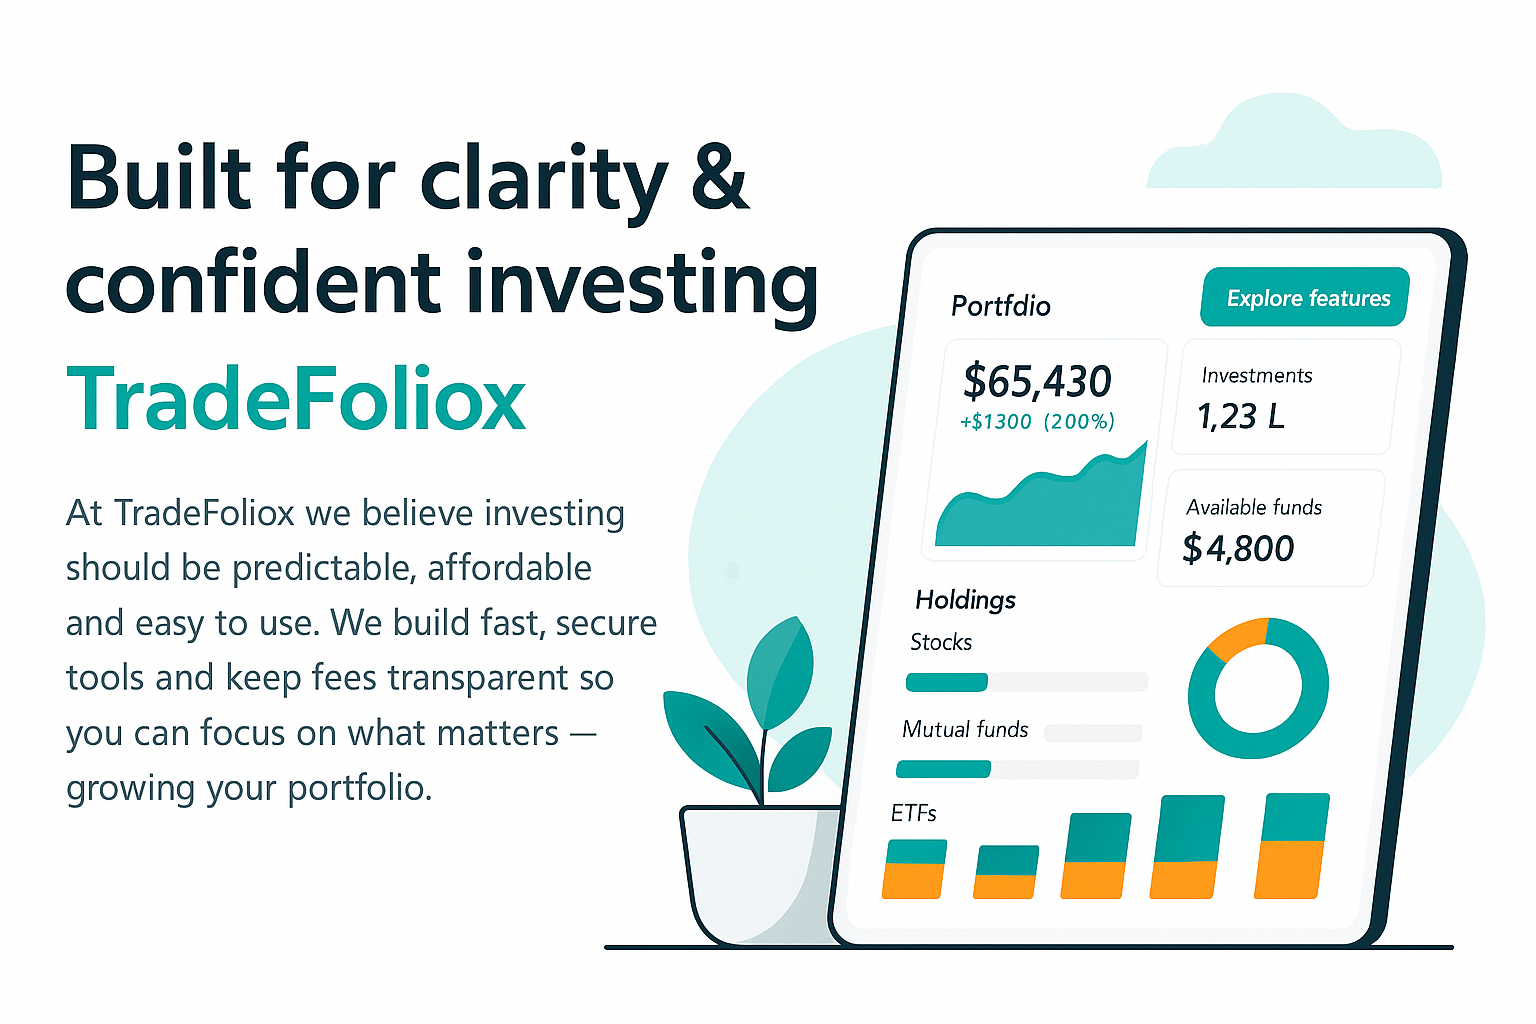 Built for clarity &
confident investing
TradeFoliox
At TradeFoliox we believe investing
should be predictable, affordable
and easy to use. We build fast, secure
tools and keep fees transparent so
you can focus on what matters —
growing your portfolio.
Portfdio
Explore features
$65,430
+$1300 (200%)
Investments
1,23 L
Available funds
$4,800
Holdings
Stocks
Mutual funds
ETFs